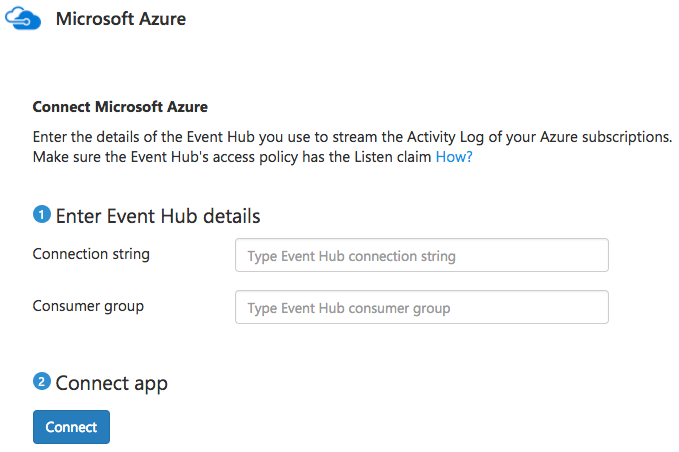 Microsoft Azure
Connect Microsoft Azure
Enter the details of the Event Hub you use to stream the Activity Log of your Azure subscriptions.
Make sure the Event Hub's access policy has the Listen claim How?
1 Enter Event Hub details
Connection string Type Event Hub connection string
Consumer group Type Event Hub consumer group
2 Connect app
Connect